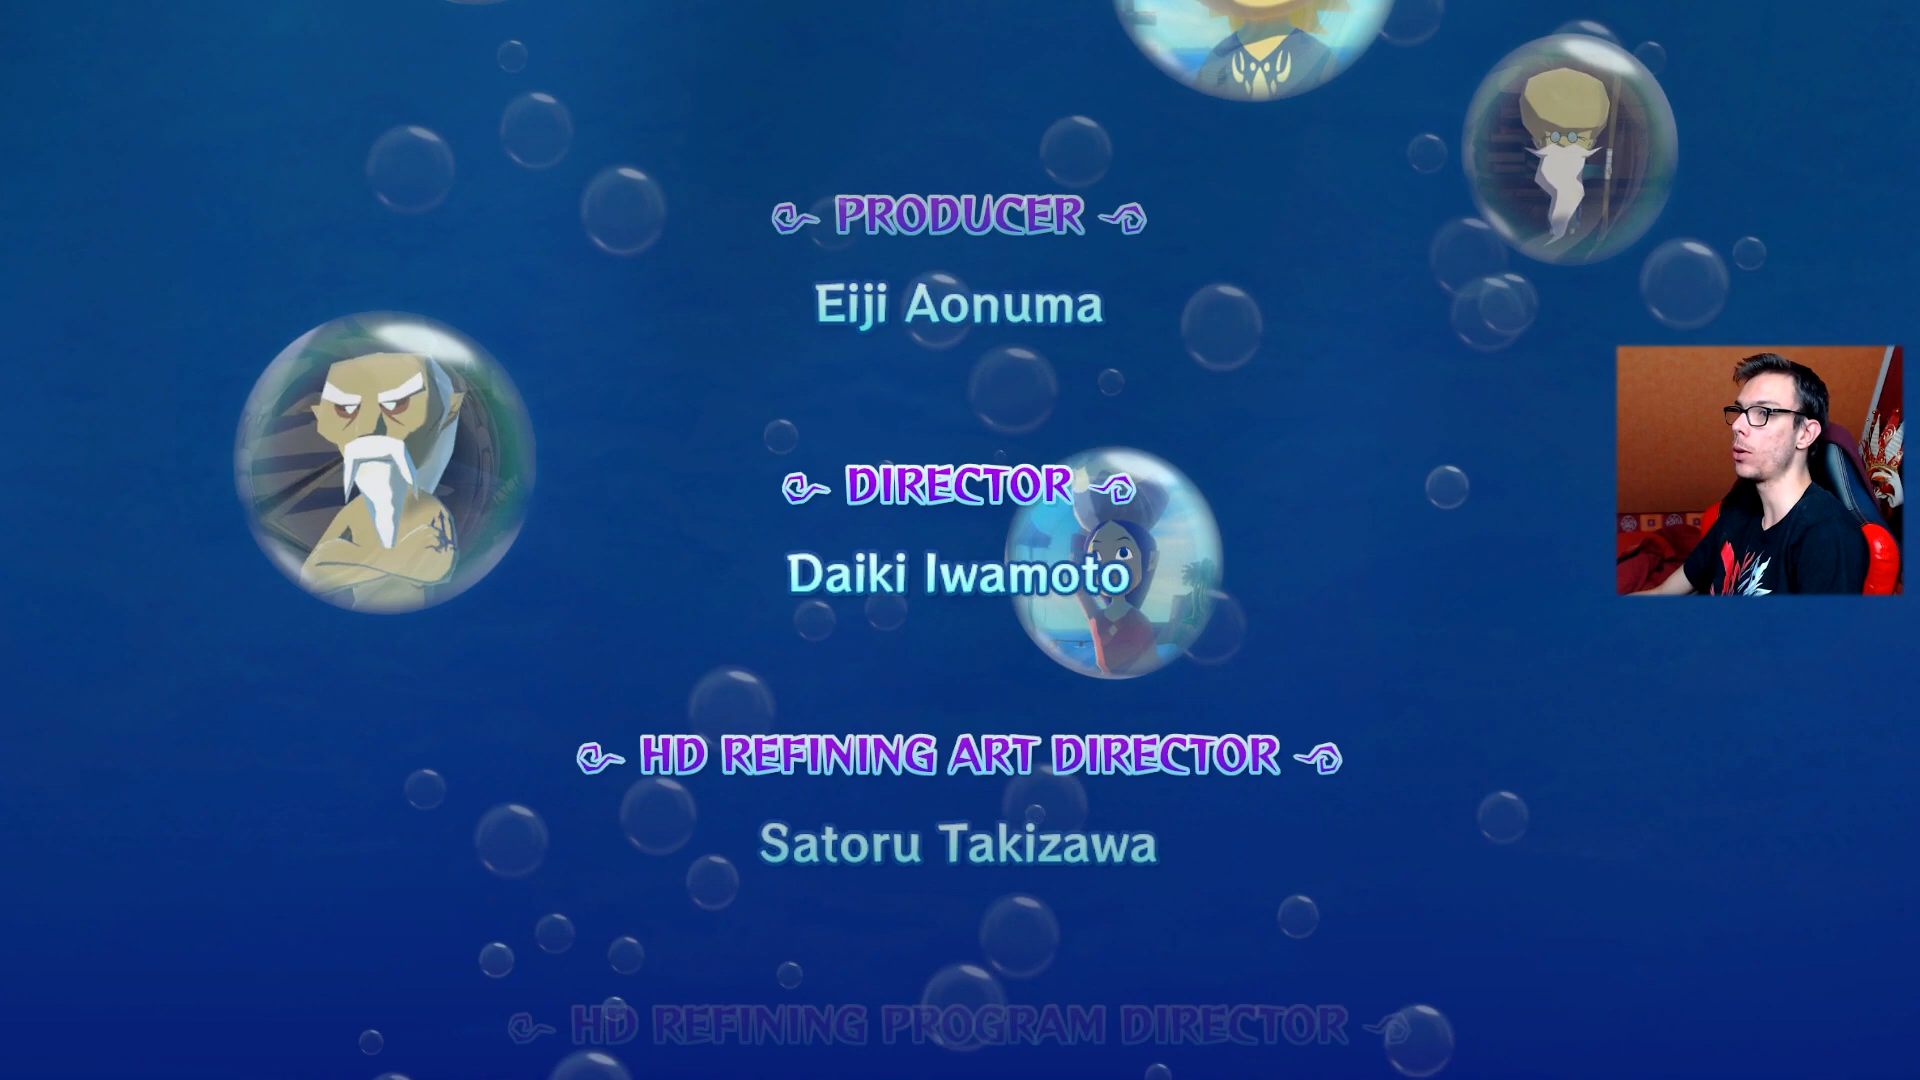 PRODUCER
Eiji Aonuma
DIRECTOR
Daiki Iwamoto
HD REFINING ART DIRECTOR
Satoru Takizawa
HD REFINING PROGRAM DIRECTOR